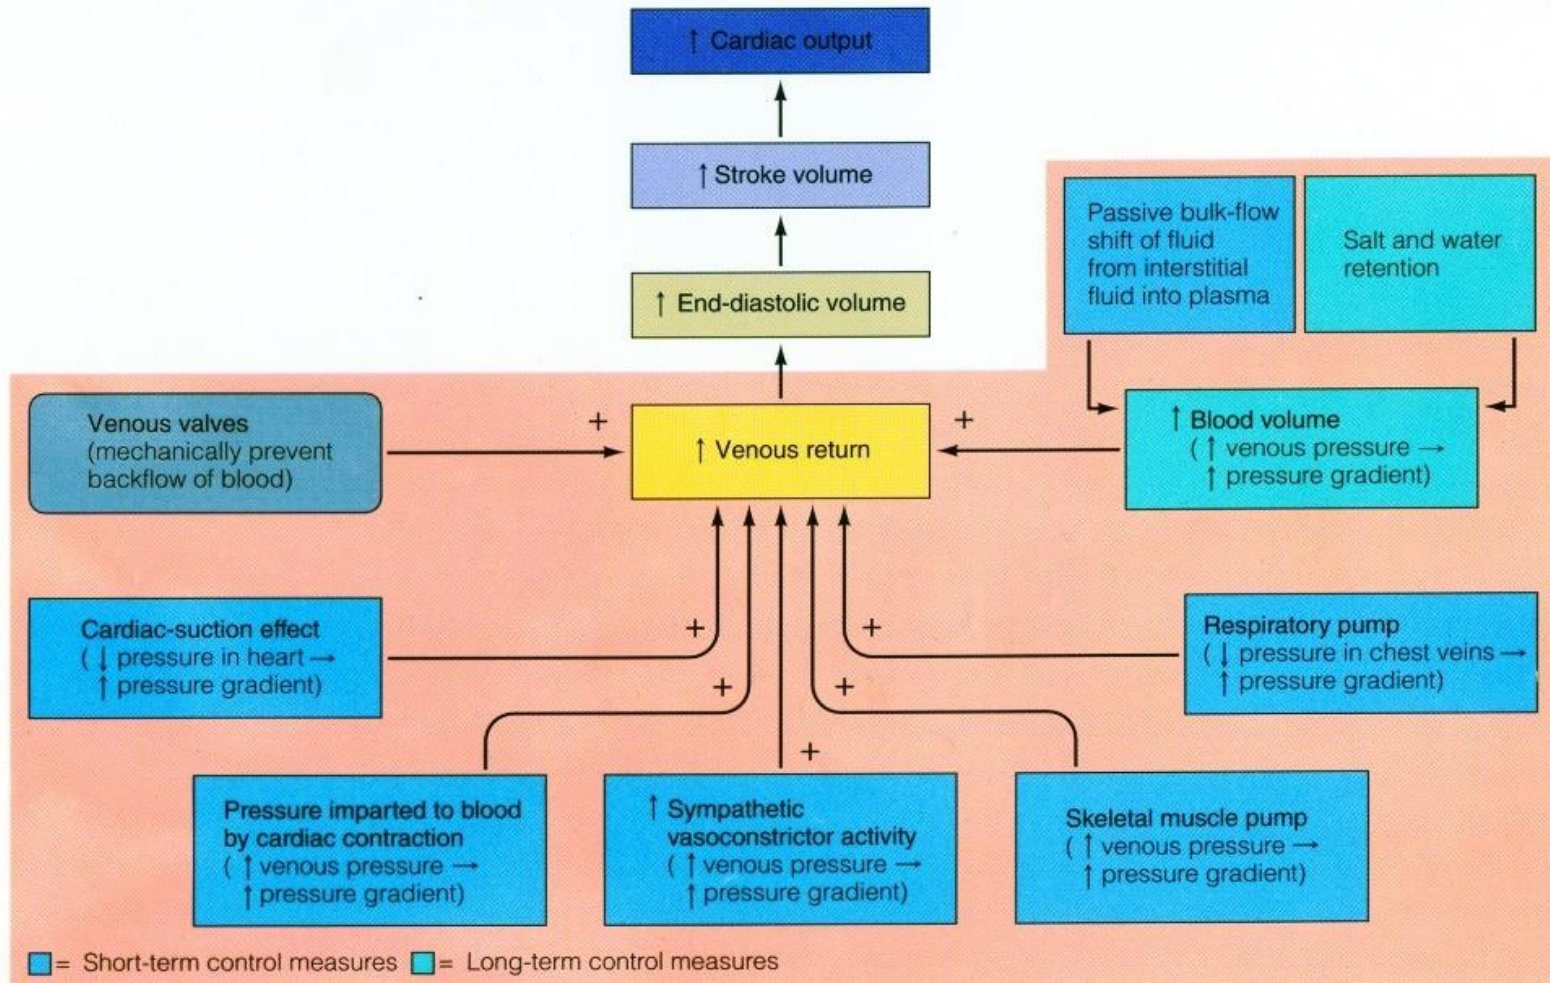 ↑ Cardiac output
↑ Stroke volume
↑ End-diastolic volume
Passive bulk-flow
shift of fluid
from interstitial
fluid into plasma
Salt and water
retention
Venous valves
(mechanically prevent
backflow of blood)
+
↑ Venous return
+
↑ Blood volume
( ↑ venous pressure →
↑ pressure gradient)
Cardiac-suction effect
( ↓ pressure in heart →
↑ pressure gradient)
+
+
Respiratory pump
( ↓ pressure in chest veins →
↑ pressure gradient)
+
+
+
Pressure imparted to blood
by cardiac contraction
( ↑ venous pressure →
↑ pressure gradient)
↑ Sympathetic
vasoconstrictor activity
( ↑ venous pressure →
↑ pressure gradient)
Skeletal muscle pump
( ↑ venous pressure →
↑ pressure gradient)
= Short-term control measures
= Long-term control measures